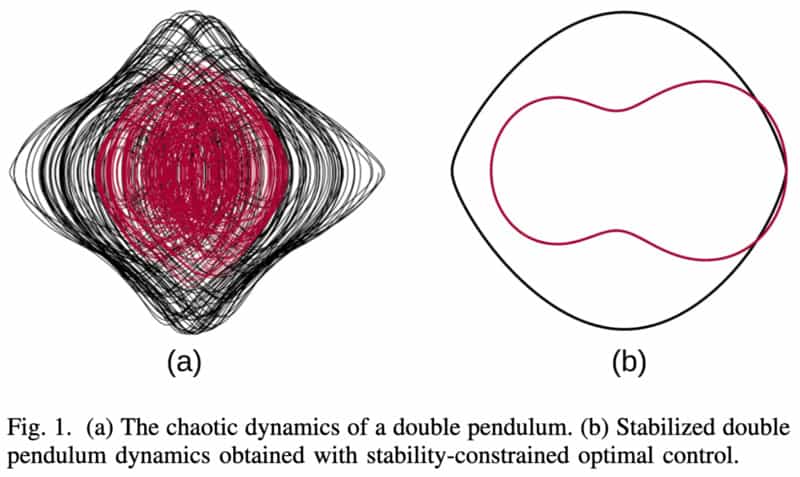 (a)
(b)
Fig. 1. (a) The chaotic dynamics of a double pendulum. (b) Stabilized double
pendulum dynamics obtained with stability-constrained optimal control.